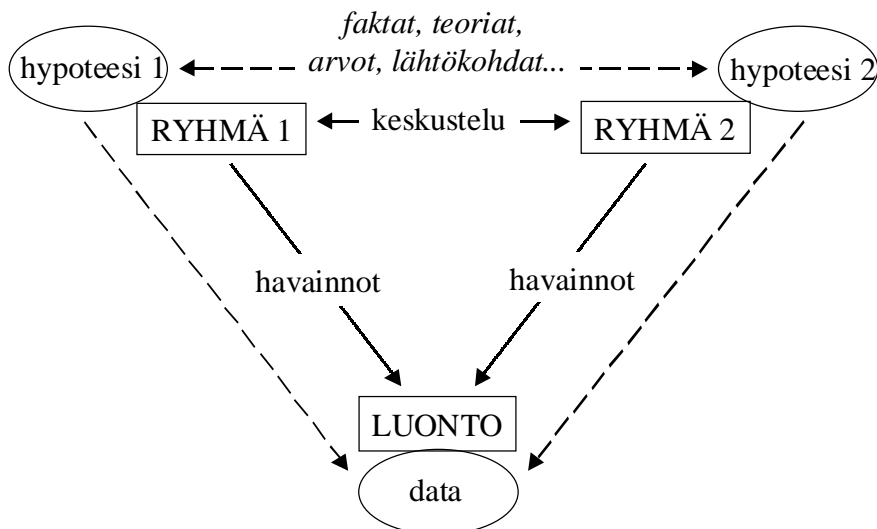 faktat, teoriat,
hypoteesi 1
arvot, lähtökohdat...
hypoteesi 2
RYHMÄ 1
keskustelu
RYHMÄ 2
havainnot
havainnot
LUONTO
data